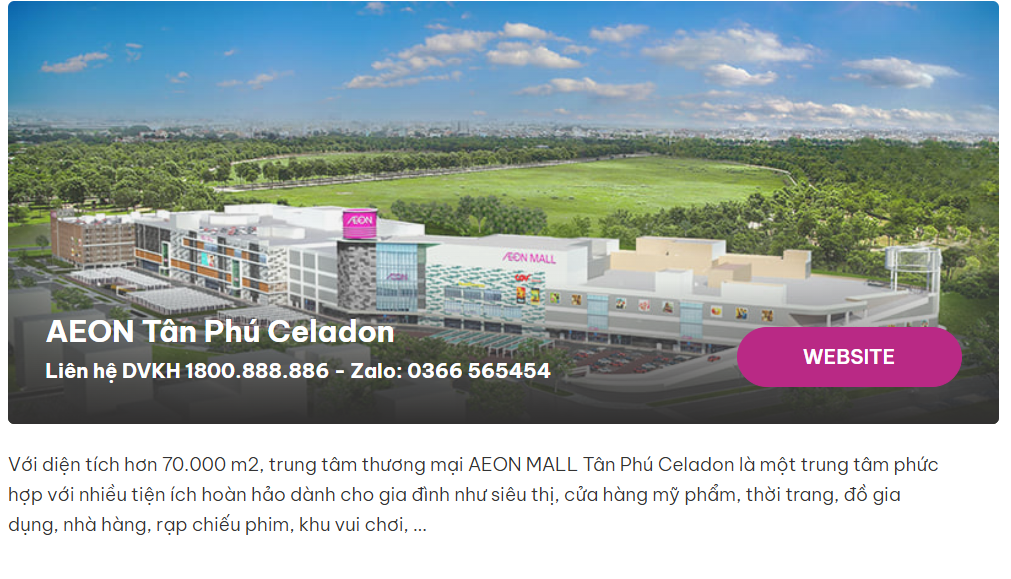 AEON
AEON MALL
AEON Tân Phú Celadon
Liên hệ DVKH 1800.888.886 - Zalo: 0366 565454
WEBSITE
Với diện tích hơn 70.000 m2, trung tâm thương mại AEON MALL Tân Phú Celadon là một trung tâm phức
hợp với nhiều tiện ích hoàn hảo dành cho gia đình như siêu thị, cửa hàng mỹ phẩm, thời trang, đồ gia
dụng, nhà hàng, rạp chiếu phim, khu vui chơi, ...